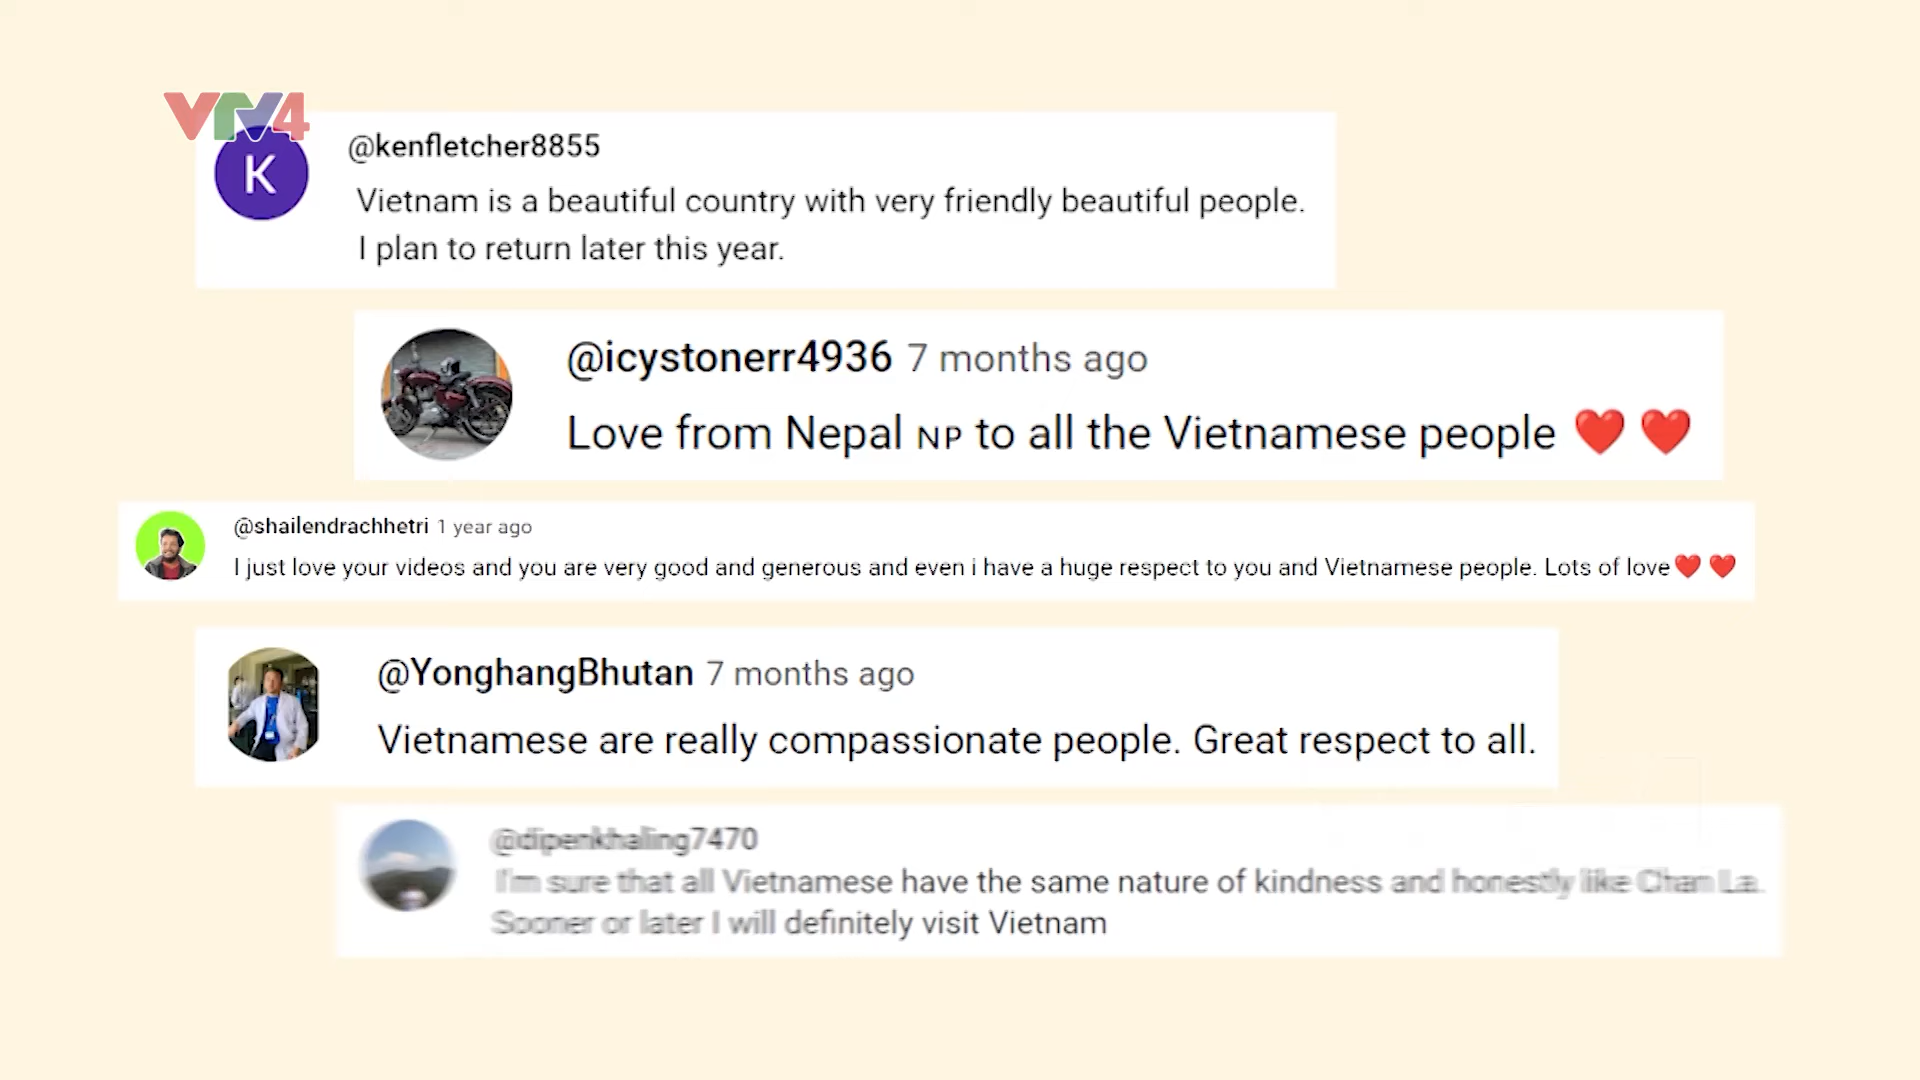 VTV4
K
@kenfletcher8855
Vietnam is a beautiful country with very friendly beautiful people.
I plan to return later this year.
@icystonerr4936 7 months ago
Love from Nepal NP to all the Vietnamese people ❤️ ❤️
@shailendrachhetri 1 year ago
I just love your videos and you are very good and generous and even i have a huge respect to you and Vietnamese people. Lots of love❤️ ❤️
@YonghangBhutan 7 months ago
Vietnamese are really compassionate people. Great respect to all.
@dipenkhaling7470
I'm sure that all Vietnamese have the same nature of kindness and honestly like Chan La.
Sooner or later I will definitely visit Vietnam